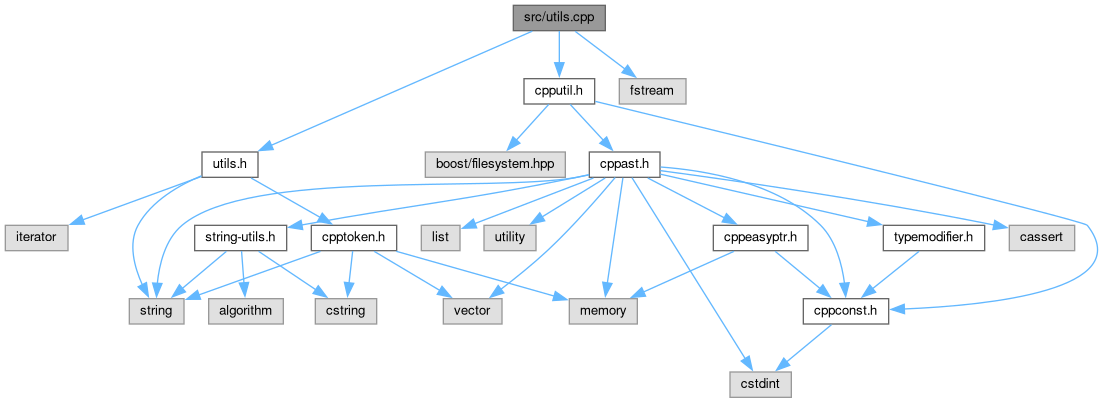 src/utils.cpp
cpputil.h
fstream
utils.h
boost/filesystem.hpp
cppast.h
iterator
string-utils.h
cpptoken.h
list
utility
cppeasyptr.h
typemodifier.h
cassert
string
algorithm
cstring
vector
memory
cppconst.h
cstdint